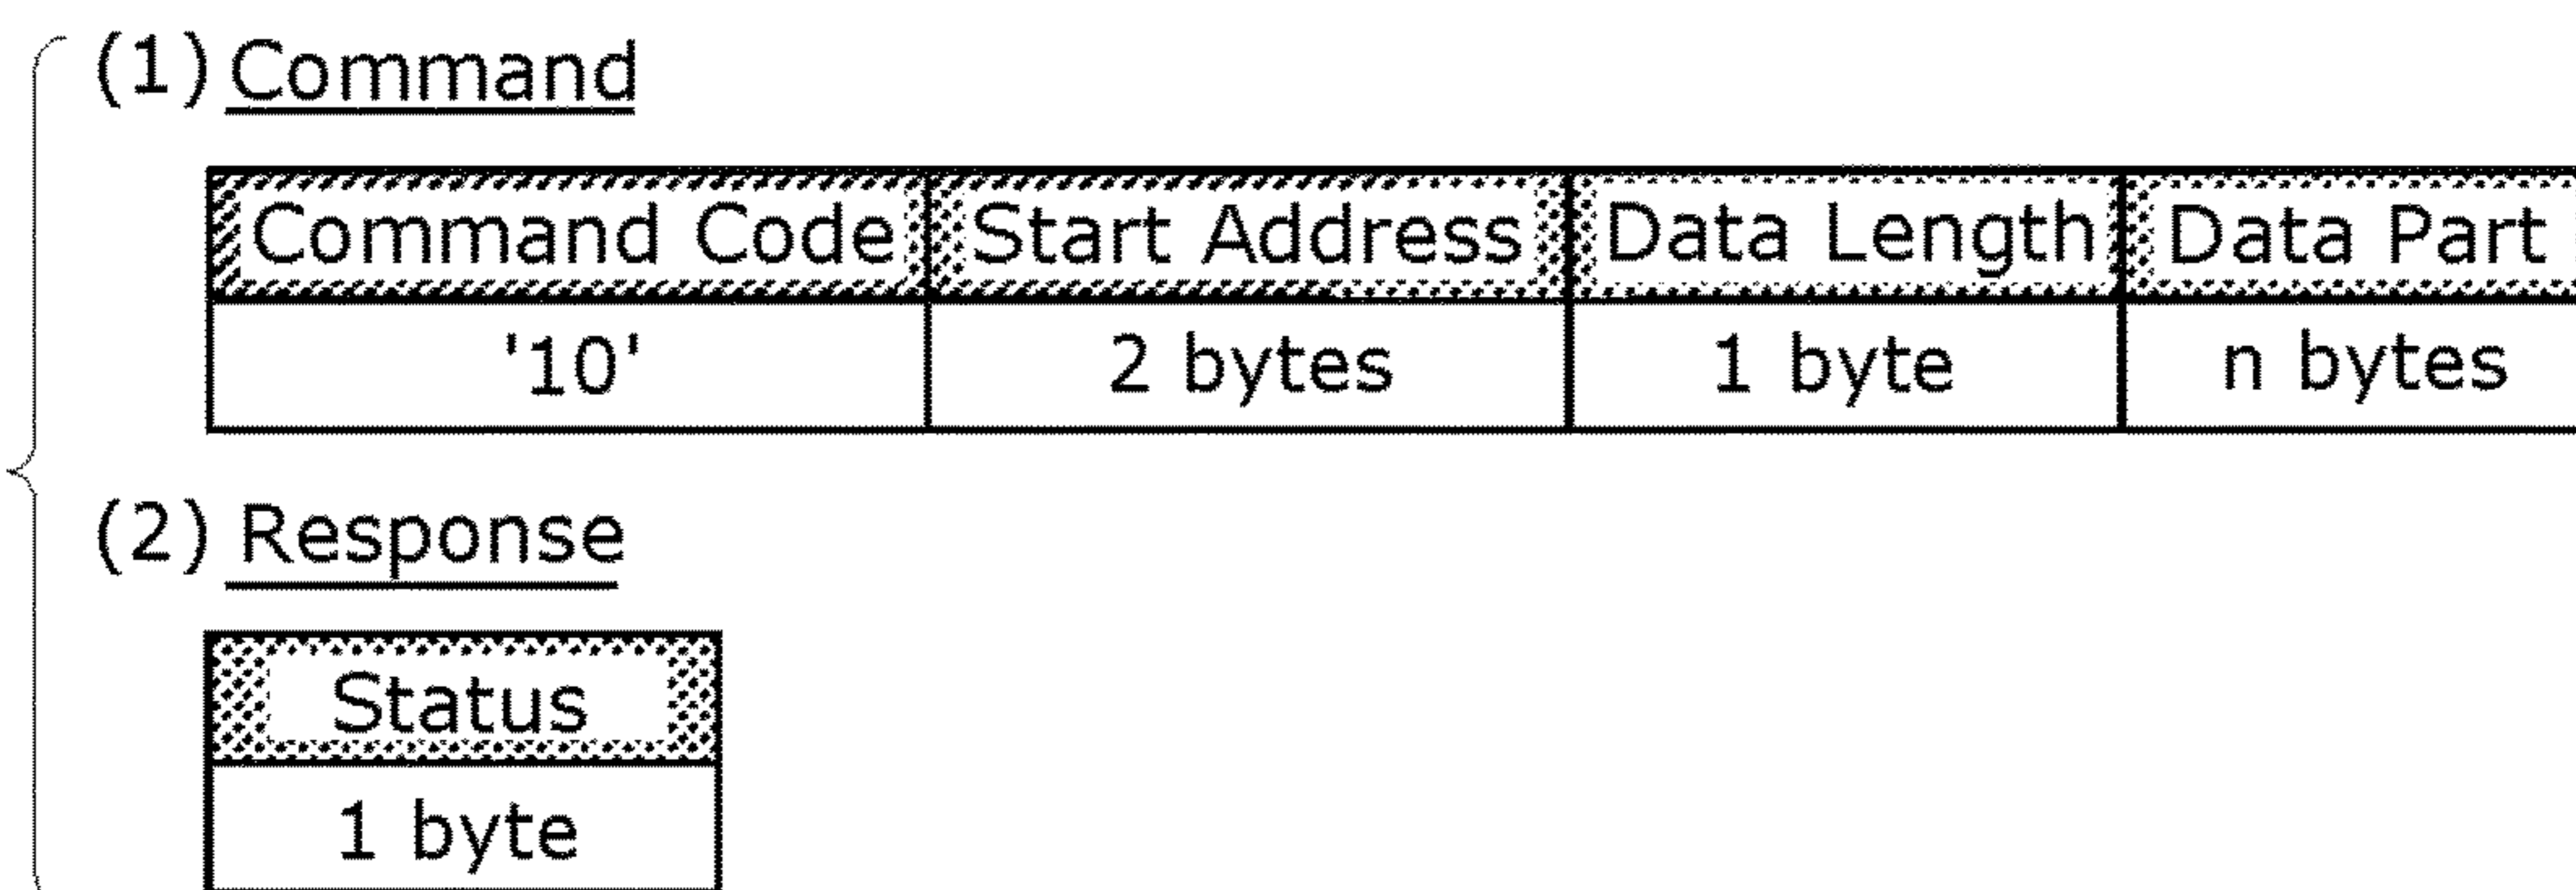 (1) Command
Command Code Start Address Data Length Data Part
'10' 2 bytes 1 byte n bytes
(2) Response
Status
1 byte